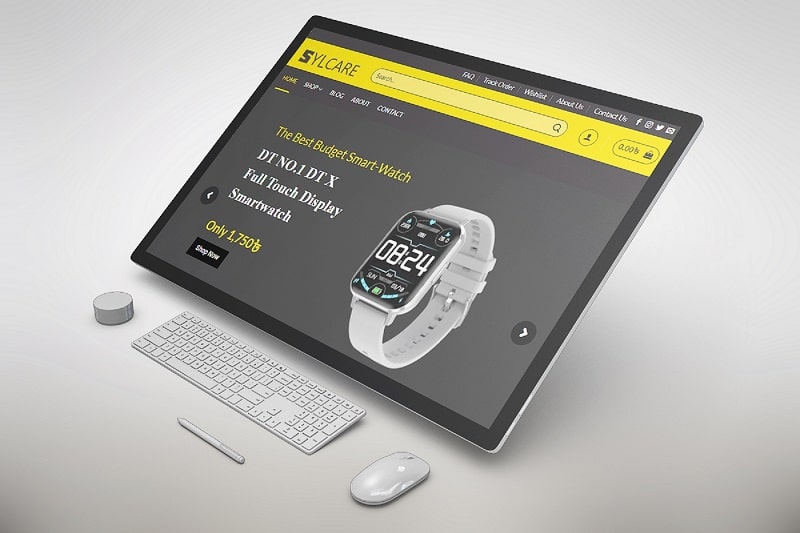 FAQ Track Order Wishlist About Us Contact Us
SYLCARE
Search...
0.00৳
HOME SHOP BLOG ABOUT CONTACT
The Best Budget Smart-Watch
DT NO.1 DT X
Full Touch Display
Smartwatch
Only 1,750৳
Shop Now
08:24
SUN